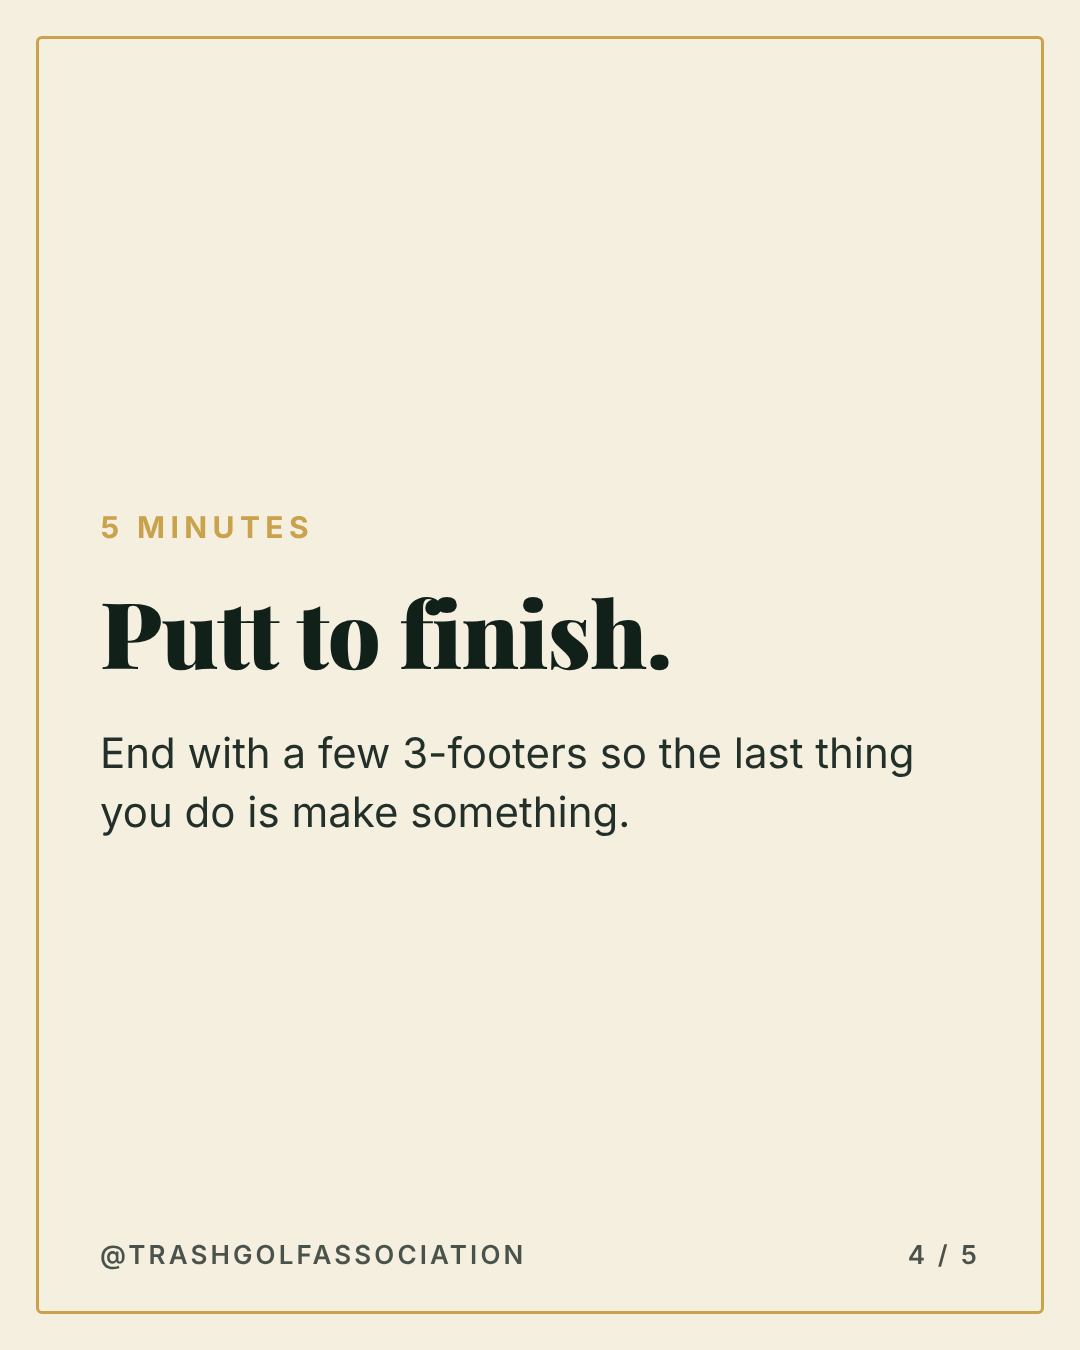 5 MINUTES
Putt to finish.
End with a few 3-footers so the last thing
you do is make something.
@TRASHGOLFASSOCIATION
4 / 5